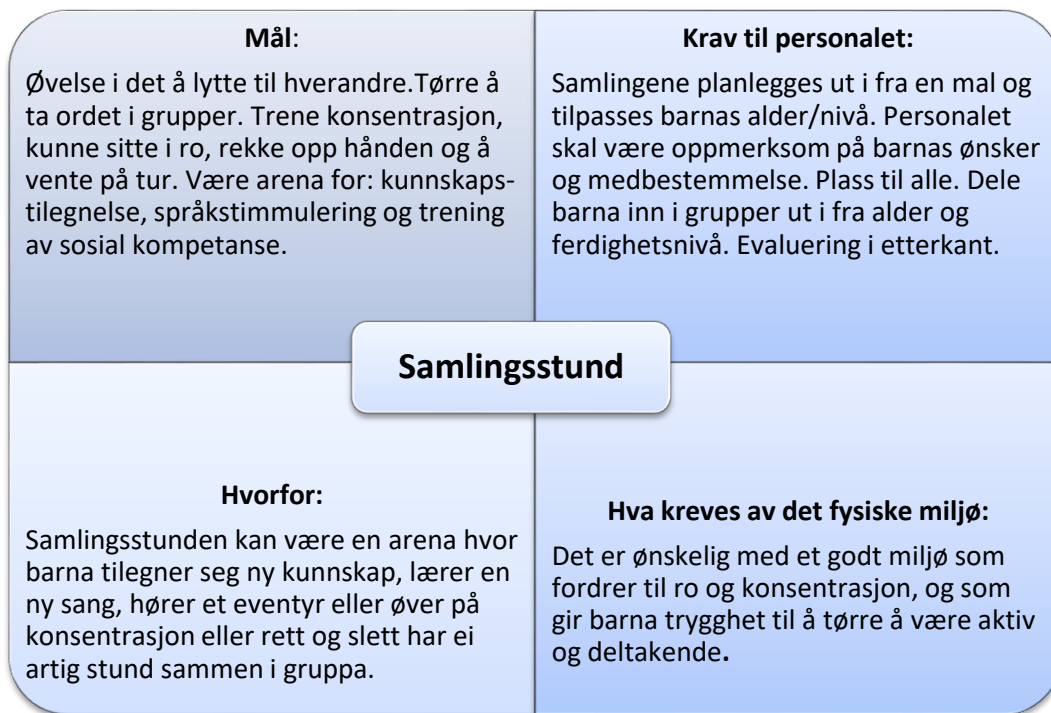 Mål:
Øvelse i det å lytte til hverandre.Tørre å
ta ordet i grupper. Trene konsentrasjon,
kunne sitte i ro, rekke opp hånden og å
vente på tur. Være arena for: kunnskaps-
tilegnelse, språkstimmulering og trening
av sosial kompetanse.
Krav til personalet:
Samlingene planlegges ut i fra en mal og
tilpasses barnas alder/nivå. Personalet
skal være oppmerksom på barnas ønsker
og medbestemmelse. Plass til alle. Dele
barna inn i grupper ut i fra alder og
ferdighetsnivå. Evaluering i etterkant.
Samlingsstund
Hvorfor:
Samlingsstunden kan være en arena hvor
barna tilegner seg ny kunnskap, lærer en
ny sang, hører et eventyr eller øver på
konsentrasjon eller rett og slett har ei
artig stund sammen i gruppa.
Hva kreves av det fysiske miljø:
Det er ønskelig med et godt miljø som
fordrer til ro og konsentrasjon, og som
gir barna trygghet til å tørre å være aktiv
og deltakende.